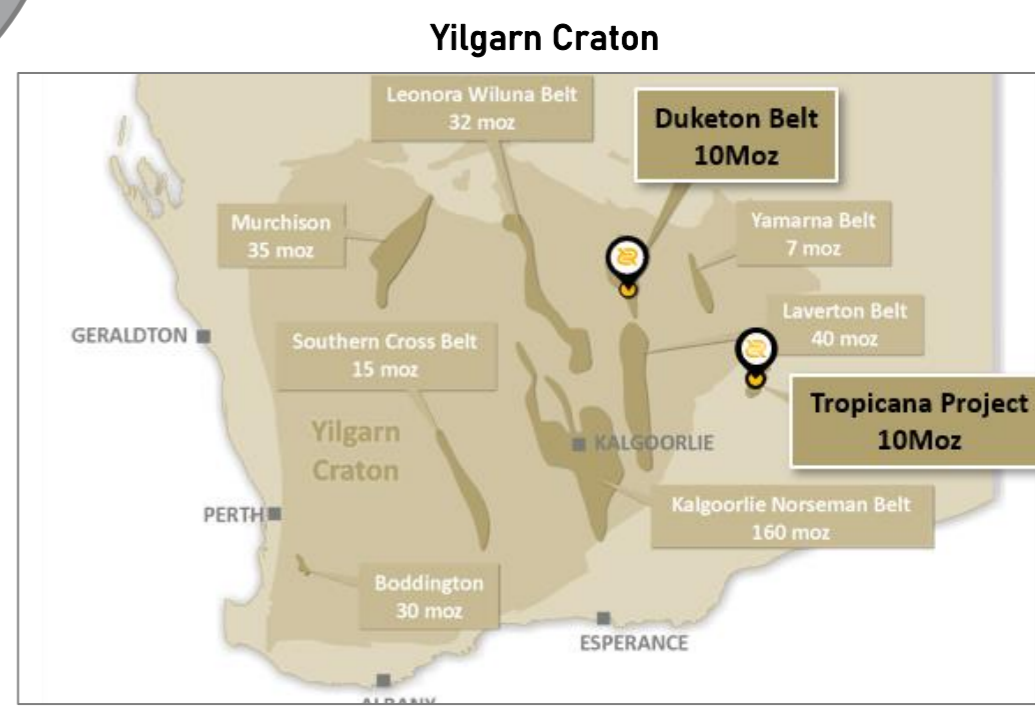 Yilgarn Craton
Leonora Wiluna Belt
32 moz
Duketon Belt
10Moz
Murchison
35 moz
Yamarna Belt
7 moz
GERALDTON
Southern Cross Belt
15 moz
Laverton Belt
40 moz
Tropicana Project
10Moz
Yilgarn
Craton
KALGOORLIE
PERTH
Kalgoorlie Norseman Belt
160 moz
Boddington
30 moz
ESPERANCE
ALBANY